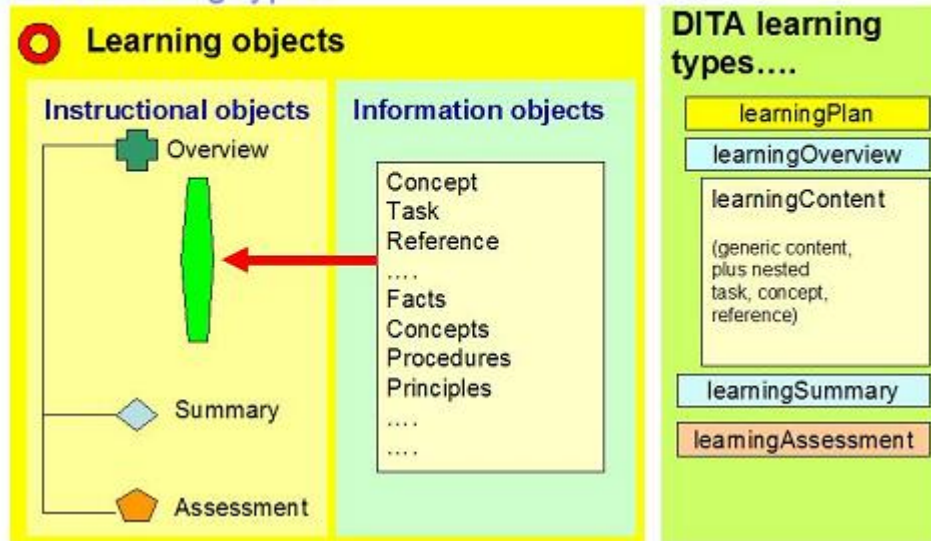 Learning objects
Instructional objects
Overview
Summary
Assessment
Information objects
Concept
Task
Reference
....
Facts
Concepts
Procedures
Principles
....
....
DITA learning
types....
learningPlan
learningOverview
learningContent
(generic content,
plus nested
task, concept,
reference)
learningSummary
learningAssessment